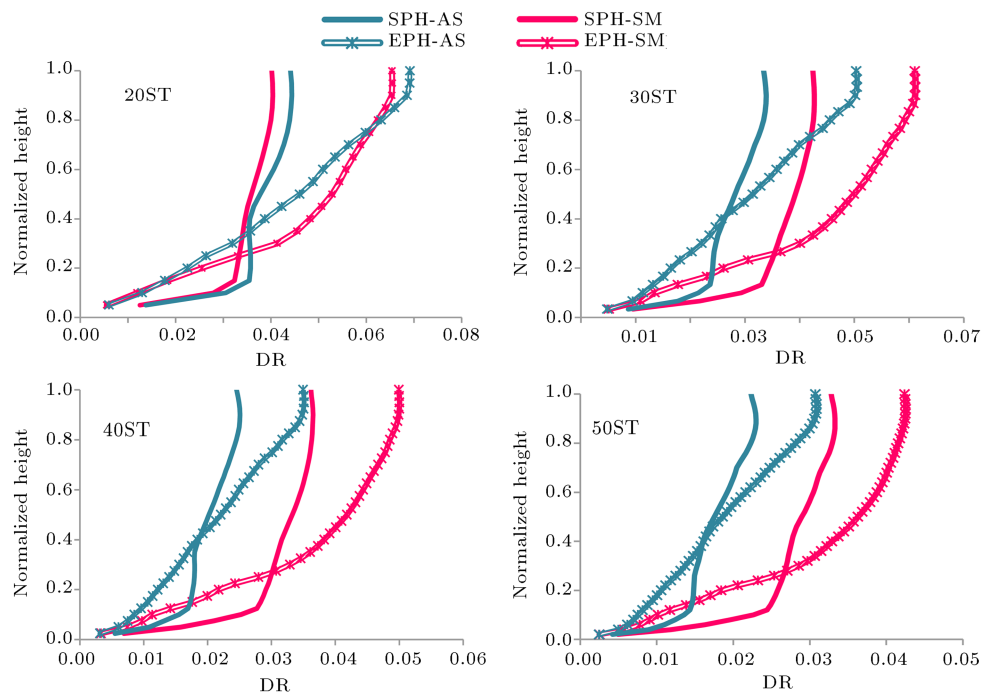 SPH-AS SPH-SM
EPH-AS EPH-SM
1.0
0.8
0.6
0.4
0.2
0.0
Normalized height
20ST
0.00 0.02 0.04 0.06 0.08
DR
1.0
0.8
0.6
0.4
0.2
0.0
Normalized height
30ST
0.01 0.03 0.05 0.07
DR
1.0
0.8
0.6
0.4
0.2
0.0
Normalized height
40ST
0.00 0.01 0.02 0.03 0.04 0.05 0.06
DR
1.0
0.8
0.6
0.4
0.2
0.0
Normalized height
50ST
0.00 0.01 0.02 0.03 0.04 0.05
DR